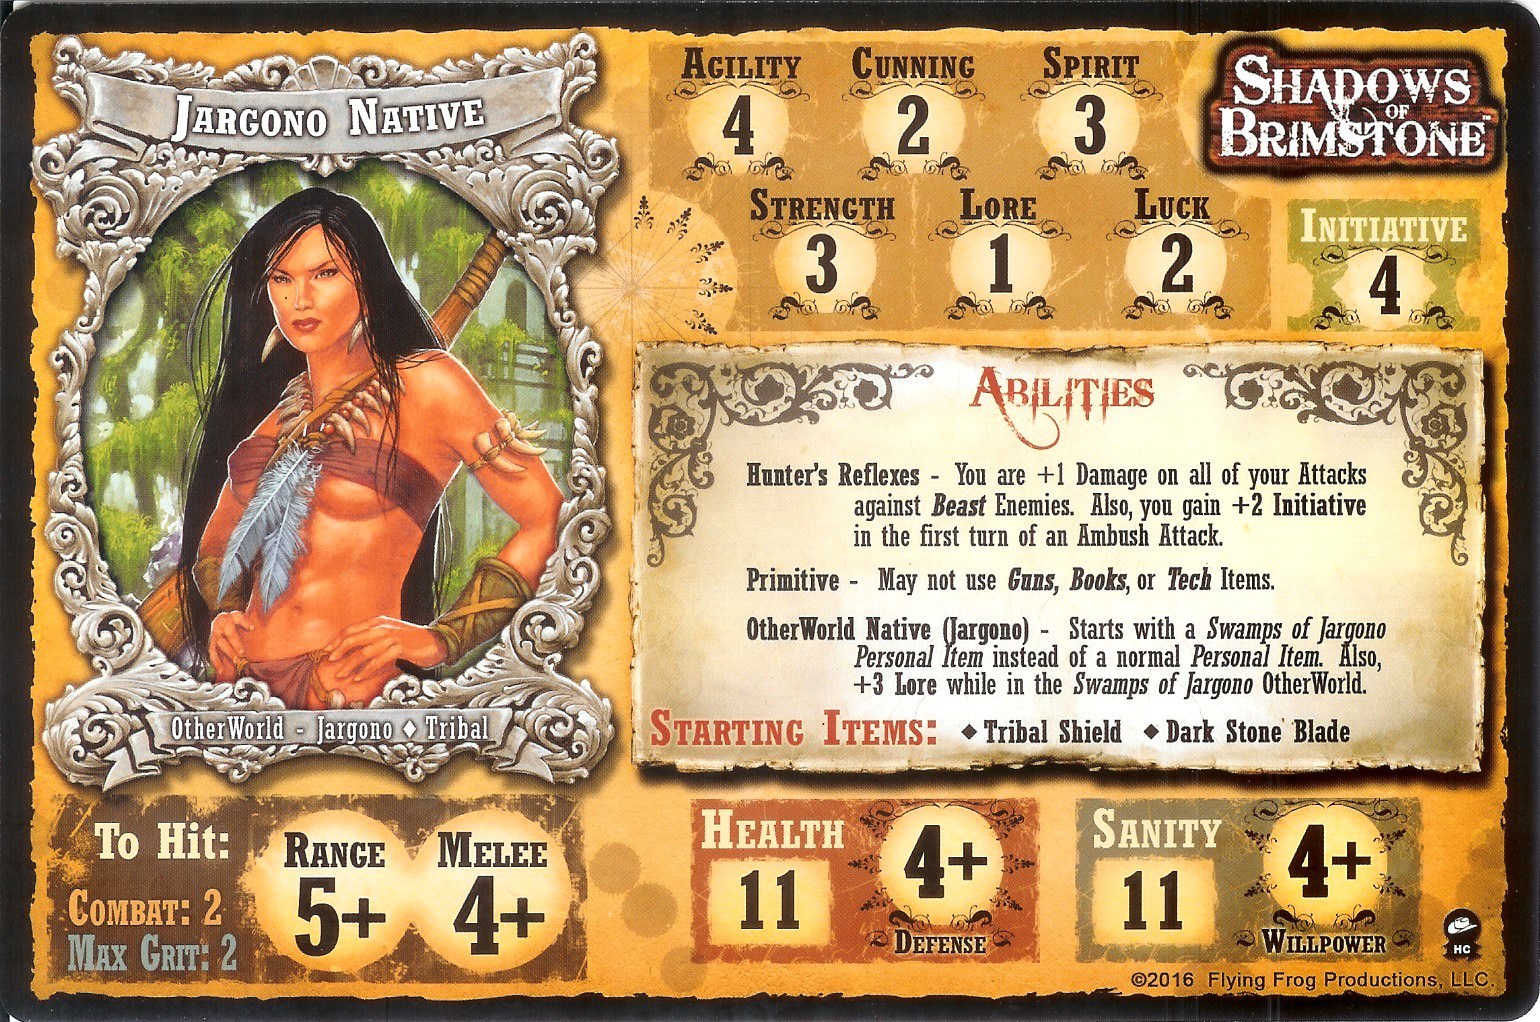 Jargono Native
OtherWorld - Jargono ♦ Tribal
Agility Cunning Spirit
4 2 3
Strength Lore Luck
3 1 2
Shadows
of
Brimstone™
Initiative
4
Abilities
Hunter's Reflexes - You are +1 Damage on all of your Attacks
against Beast Enemies. Also, you gain +2 Initiative
in the first turn of an Ambush Attack.
Primitive - May not use Guns, Books, or Tech Items.
OtherWorld Native (Jargono) - Starts with a Swamps of Jargono
Personal Item instead of a normal Personal Item. Also,
+3 Lore while in the Swamps of Jargono OtherWorld.
Starting Items: ♦ Tribal Shield ♦ Dark Stone Blade
To Hit:
Combat: 2
Max Grit: 2
Range Melee
5+ 4+
Health
11
4+
Defense
Sanity
11
4+
Willpower
HC
©2016 Flying Frog Productions, LLC.